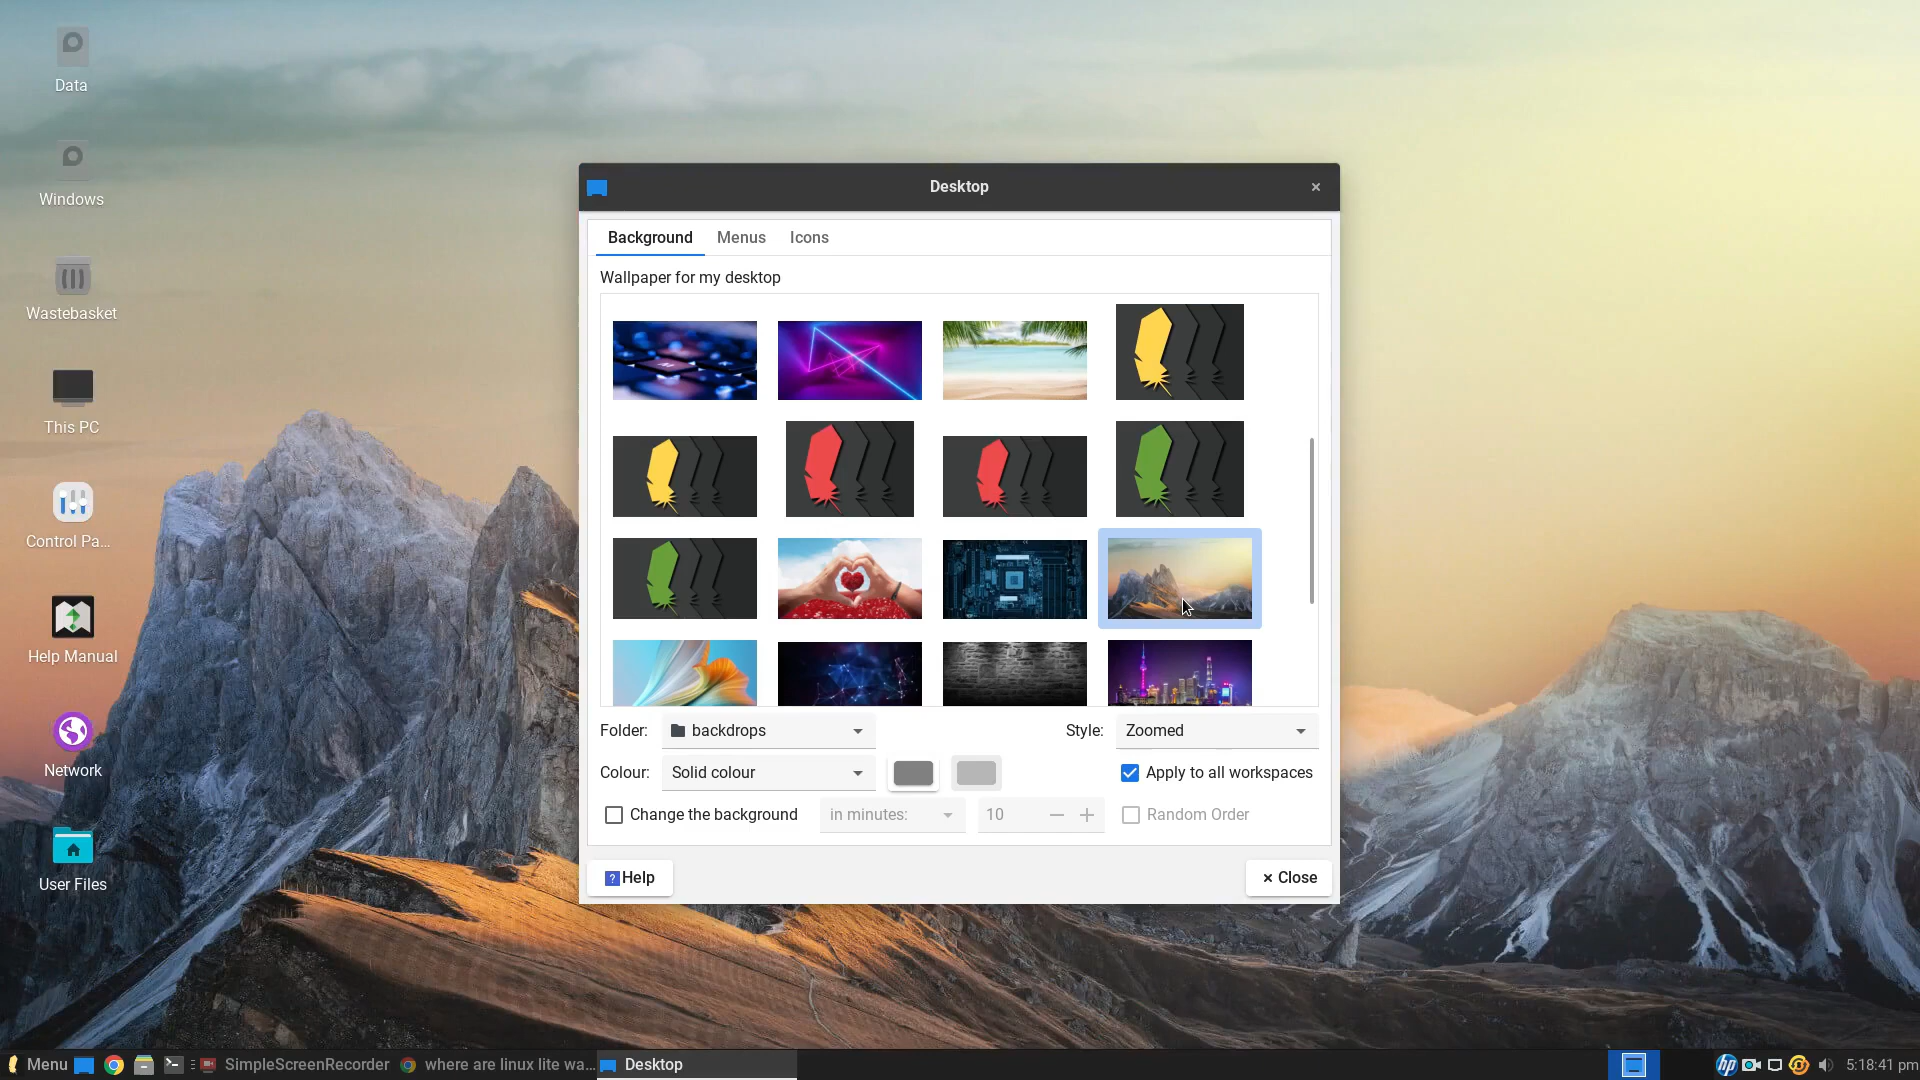 Data
Windows
Wastebasket
This PC
Control Pa...
Help Manual
Network
User Files
Desktop
×
Background Menus Icons
Wallpaper for my desktop
Folder: backdrops Style: Zoomed
Colour: Solid colour Apply to all workspaces
Change the background in minutes: 10 Random Order
? Help × Close
Menu SimpleScreenRecorder where are linux lite wa... Desktop hp 5:18:41 pm